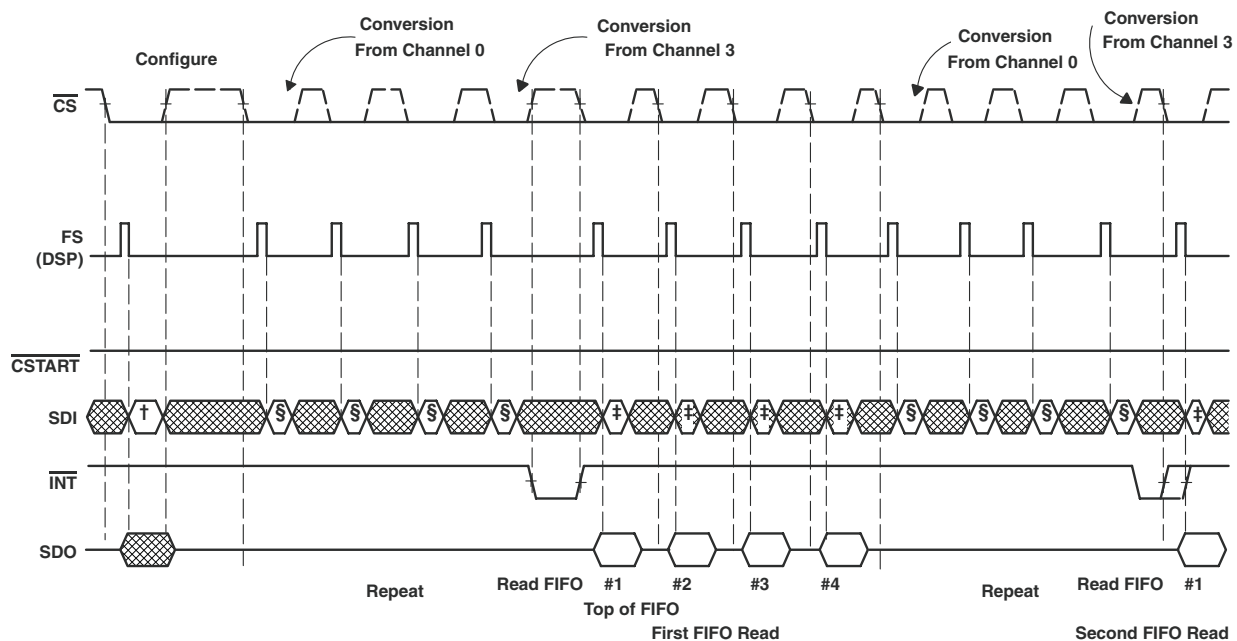 Configure
Conversion
From Channel 0
Conversion
From Channel 3
Conversion
From Channel 0
Conversion
From Channel 3
CS
FS
(DSP)
CSTART
SDI
† § § § § ‡ ‡ ‡ ‡ § § § § ‡
INT
SDO
Repeat
Read FIFO #1 #2 #3 #4
Top of FIFO
First FIFO Read
Repeat
Read FIFO #1
Second FIFO Read